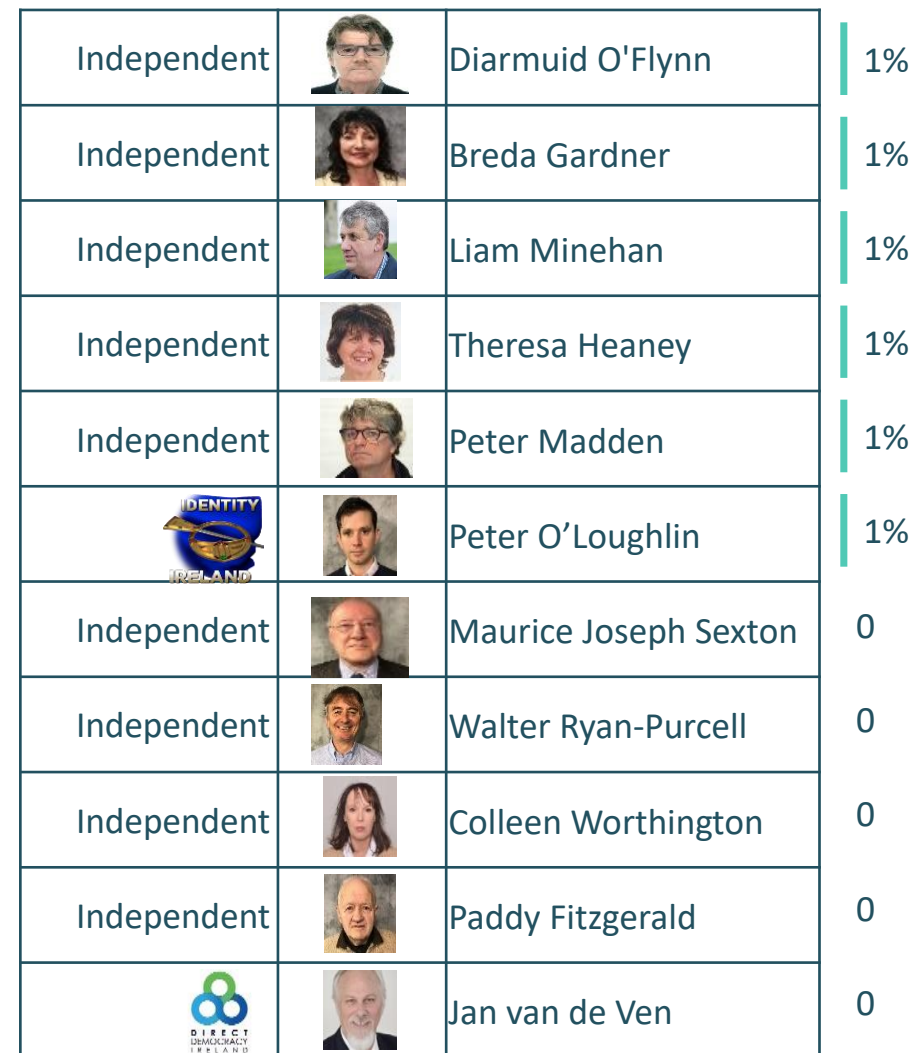 Independent Diarmuid O'Flynn 1%
Independent Breda Gardner 1%
Independent Liam Minehan 1%
Independent Theresa Heaney 1%
Independent Peter Madden 1%
IDENTITY
IRELAND
Peter O’Loughlin 1%
Independent Maurice Joseph Sexton 0
Independent Walter Ryan-Purcell 0
Independent Colleen Worthington 0
Independent Paddy Fitzgerald 0
DIRECT
DEMOCRACY
IRELAND
Jan van de Ven 0